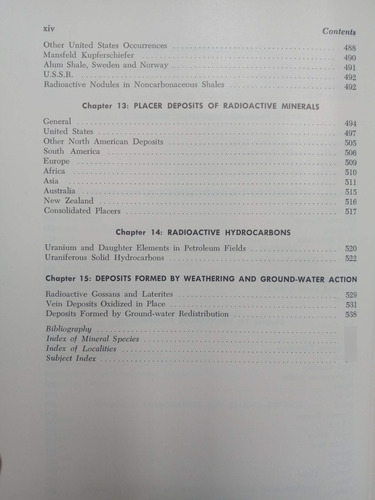 xiv Contents
Other United States Occurrences 488
Mansfeld Kupferschiefer 490
Alum Shale, Sweden and Norway 491
U.S.S.R. 492
Radioactive Nodules in Noncarbonaceous Shales 492
Chapter 13: PLACER DEPOSITS OF RADIOACTIVE MINERALS
General 494
United States 497
Other North American Deposits 505
South America 506
Europe 509
Africa 510
Asia 511
Australia 515
New Zealand 516
Consolidated Placers 517
Chapter 14: RADIOACTIVE HYDROCARBONS
Uranium and Daughter Elements in Petroleum Fields 520
Uraniferous Solid Hydrocarbons 522
Chapter 15: DEPOSITS FORMED BY WEATHERING AND GROUND-WATER ACTION
Radioactive Gossans and Laterites 529
Vein Deposits Oxidized in Place 531
Deposits Formed by Ground-water Redistribution 538
Bibliography
Index of Mineral Species
Index of Localities
Subject Index